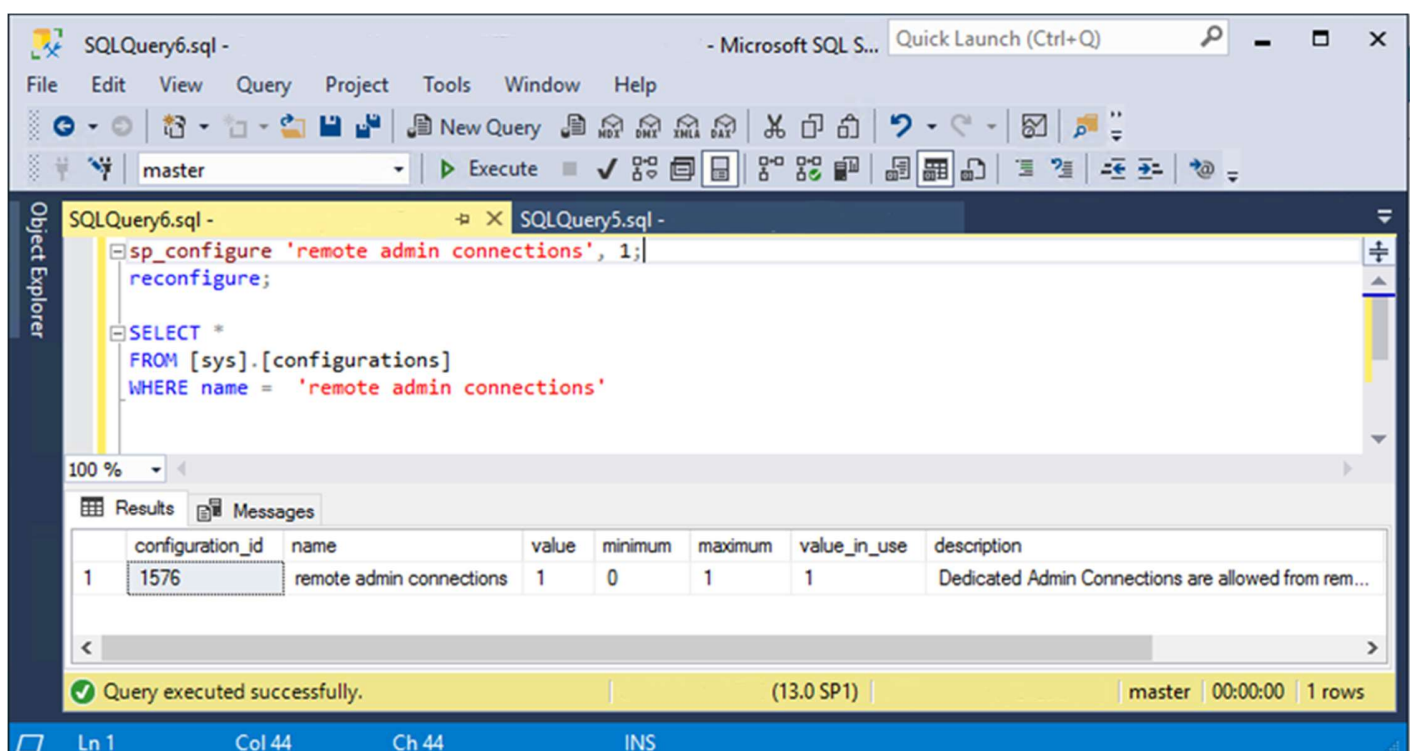 SQLQuery6.sql - - Microsoft SQL S... Quick Launch (Ctrl+Q)
File Edit View Query Project Tools Window Help
New Query MDX DMX XMLA DAX
master Execute
Object Explorer
SQLQuery6.sql - SQLQuery5.sql -
sp_configure 'remote admin connections', 1;
reconfigure;
SELECT *
FROM [sys].[configurations]
WHERE name =  'remote admin connections'
100 %
Results Messages
configuration_id name value minimum maximum value_in_use description
1 1576 remote admin connections 1 0 1 1 Dedicated Admin Connections are allowed from rem...
Query executed successfully. (13.0 SP1) master 00:00:00 1 rows
Ln 1 Col 44 Ch 44 INS